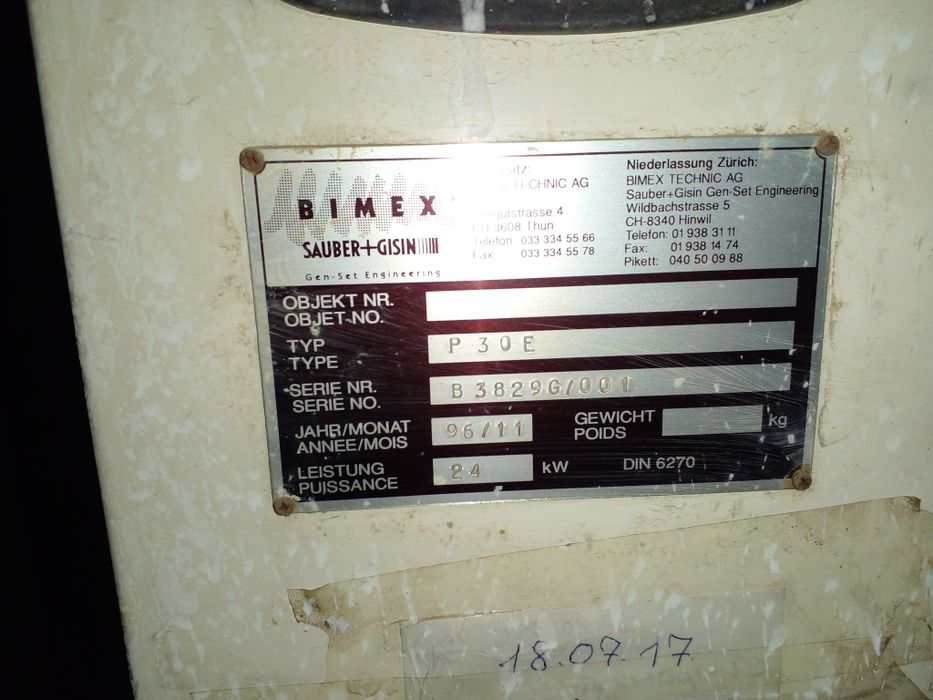 BIMEX
SAUBER+GISIN
Gen-Set Engineering
sitz:
TECHNIC AG
gutstrasse 4
3608 Thun
Telefon: 033 334 55 66
Fax 033 334 55 78
Niederlassung Zürich:
BIMEX TECHNIC AG
Sauber+Gisin Gen-Set Engineering
Wildbachstrasse 5
CH-8340 Hinwil
Telefon: 01 938 31 11
Fax: 01 938 14 74
Pikett: 040 50 09 88
OBJEKT NR.
OBJET-NO.
TYP
TYPE
P 30E
SERIE NR.
SERIE NO.
B 3829G/001
JAHR/MONAT
ANNEE/MOIS
96/11
GEWICHT
POIDS
kg
LEISTUNG
PUISSANCE
24 kW
DIN 6270
18.07.17